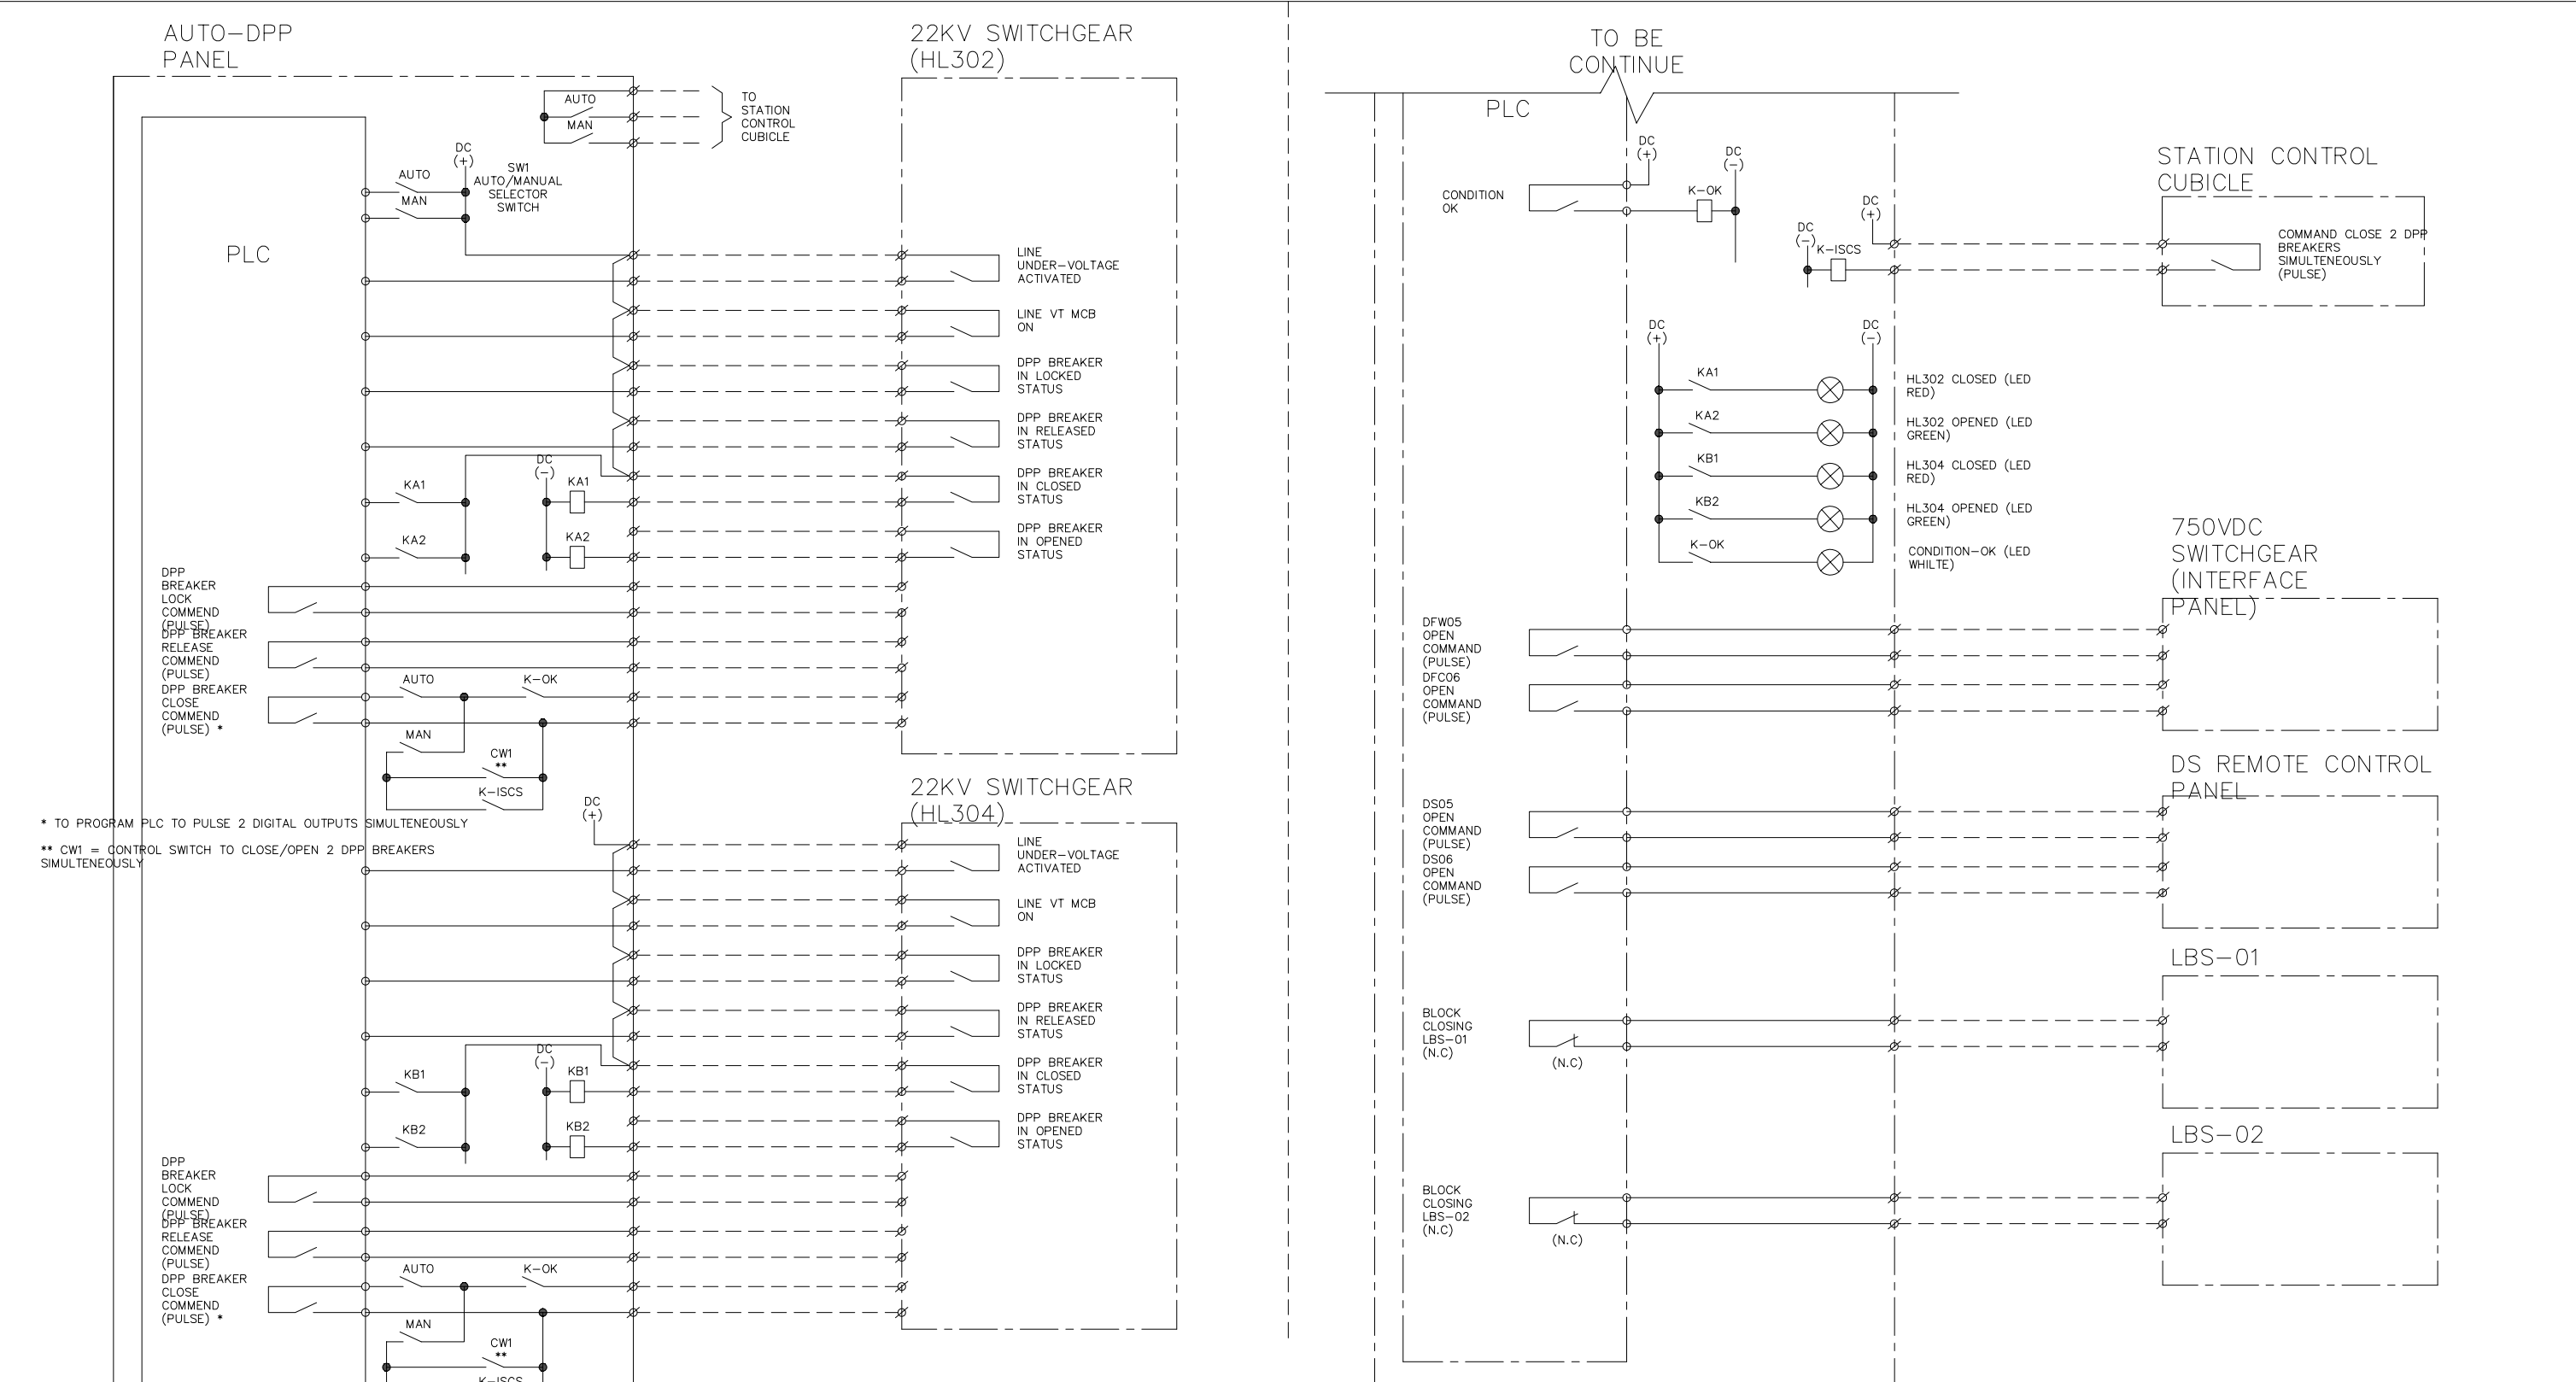 AUTO-DPP
PANEL
22KV SWITCHGEAR
(HL302)
AUTO
MAN
TO
STATION
CONTROL
CUBICLE
DC
(+)
SW1
AUTO/MANUAL
SELECTOR
SWITCH
AUTO
MAN
PLC
LINE
UNDER-VOLTAGE
ACTIVATED
LINE VT MCB
ON
DPP BREAKER
IN LOCKED
STATUS
DPP BREAKER
IN RELEASED
STATUS
DC
(-)
KA1
KA1
DPP BREAKER
IN CLOSED
STATUS
KA2
KA2
DPP BREAKER
IN OPENED
STATUS
DPP
BREAKER
LOCK
COMMEND
(PULSE)
DPP BREAKER
RELEASE
COMMEND
(PULSE)
DPP BREAKER
CLOSE
COMMEND
(PULSE) *
AUTO
K-OK
MAN
CW1
**
K-ISCS
* TO PROGRAM PLC TO PULSE 2 DIGITAL OUTPUTS SIMULTENEOUSLY
** CW1 = CONTROL SWITCH TO CLOSE/OPEN 2 DPP BREAKERS
SIMULTENEOUSLY
DC
(+)
22KV SWITCHGEAR
(HL304)
LINE
UNDER-VOLTAGE
ACTIVATED
LINE VT MCB
ON
DPP BREAKER
IN LOCKED
STATUS
DPP BREAKER
IN RELEASED
STATUS
DC
(-)
KB1
KB1
DPP BREAKER
IN CLOSED
STATUS
KB2
KB2
DPP BREAKER
IN OPENED
STATUS
DPP
BREAKER
LOCK
COMMEND
(PULSE)
DPP BREAKER
RELEASE
COMMEND
(PULSE)
DPP BREAKER
CLOSE
COMMEND
(PULSE) *
AUTO
K-OK
MAN
CW1
**
K-ISCS
TO BE
CONTINUE
PLC
DC
(+)
DC
(-)
CONDITION
OK
K-OK
DC
(+)
DC
(-)
K-ISCS
STATION CONTROL
CUBICLE
COMMAND CLOSE 2 DPP
BREAKERS
SIMULTENEOUSLY
(PULSE)
DC
(+)
DC
(-)
KA1
HL302 CLOSED (LED
RED)
KA2
HL302 OPENED (LED
GREEN)
KB1
HL304 CLOSED (LED
RED)
KB2
HL304 OPENED (LED
GREEN)
K-OK
CONDITION-OK (LED
WHILTE)
750VDC
SWITCHGEAR
(INTERFACE
PANEL)
DFW05
OPEN
COMMAND
(PULSE)
DFC06
OPEN
COMMAND
(PULSE)
DS REMOTE CONTROL
PANEL
DS05
OPEN
COMMAND
(PULSE)
DS06
OPEN
COMMAND
(PULSE)
LBS-01
BLOCK
CLOSING
LBS-01
(N.C)
(N.C)
LBS-02
BLOCK
CLOSING
LBS-02
(N.C)
(N.C)